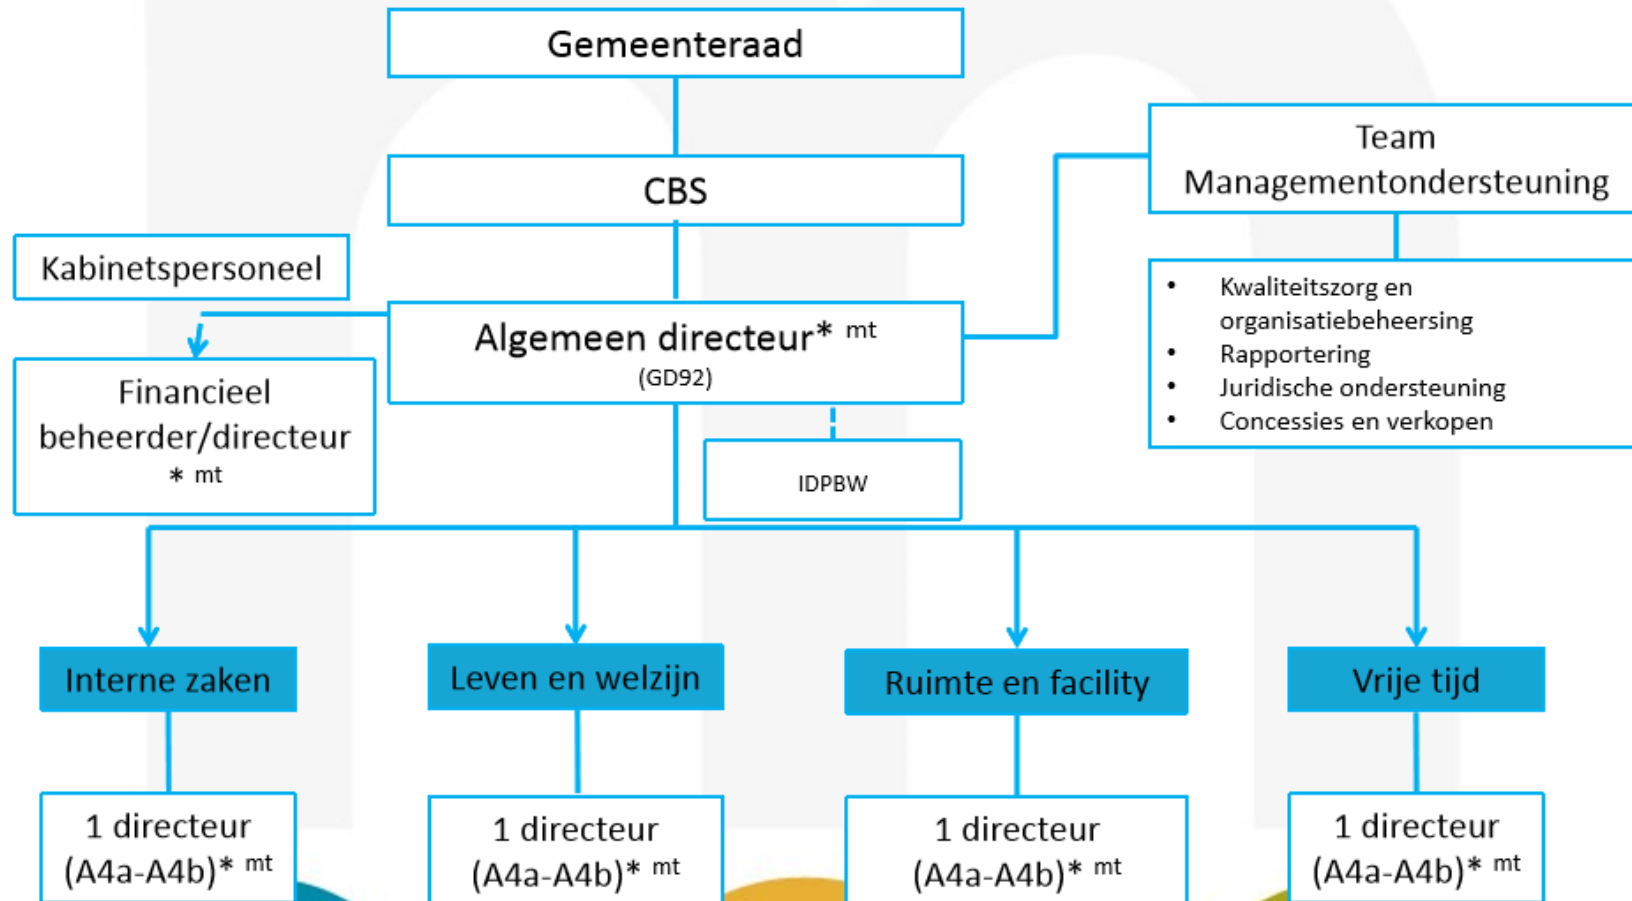 Gemeenteraad
CBS
Team
Managementondersteuning
Kabinetspersoneel
Algemeen directeur* mt
(GD92)
• Kwaliteitszorg en
organisatiebeheersing
• Rapportering
• Juridische ondersteuning
• Concessies en verkopen
Financieel
beheerder/directeur
* mt
IDPBW
Interne zaken
Leven en welzijn
Ruimte en facility
Vrije tijd
1 directeur
(A4a-A4b)* mt
1 directeur
(A4a-A4b)* mt
1 directeur
(A4a-A4b)* mt
1 directeur
(A4a-A4b)* mt